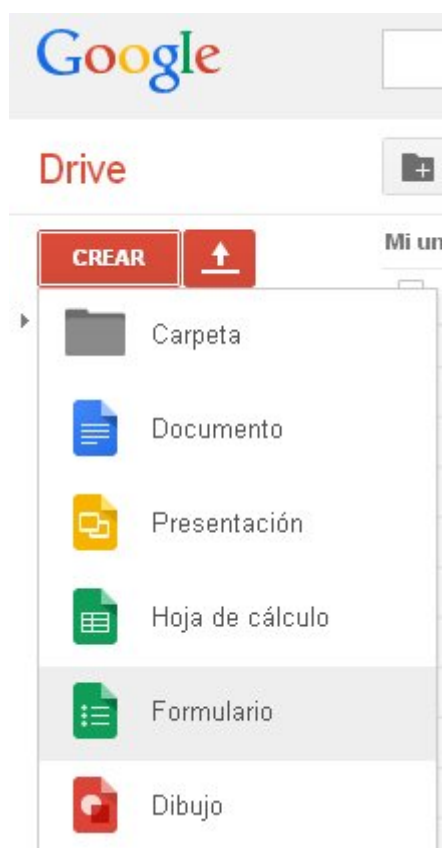 Google
Drive
CREAR
Mi un
Carpeta
Documento
Presentación
Hoja de cálculo
Formulario
Dibujo